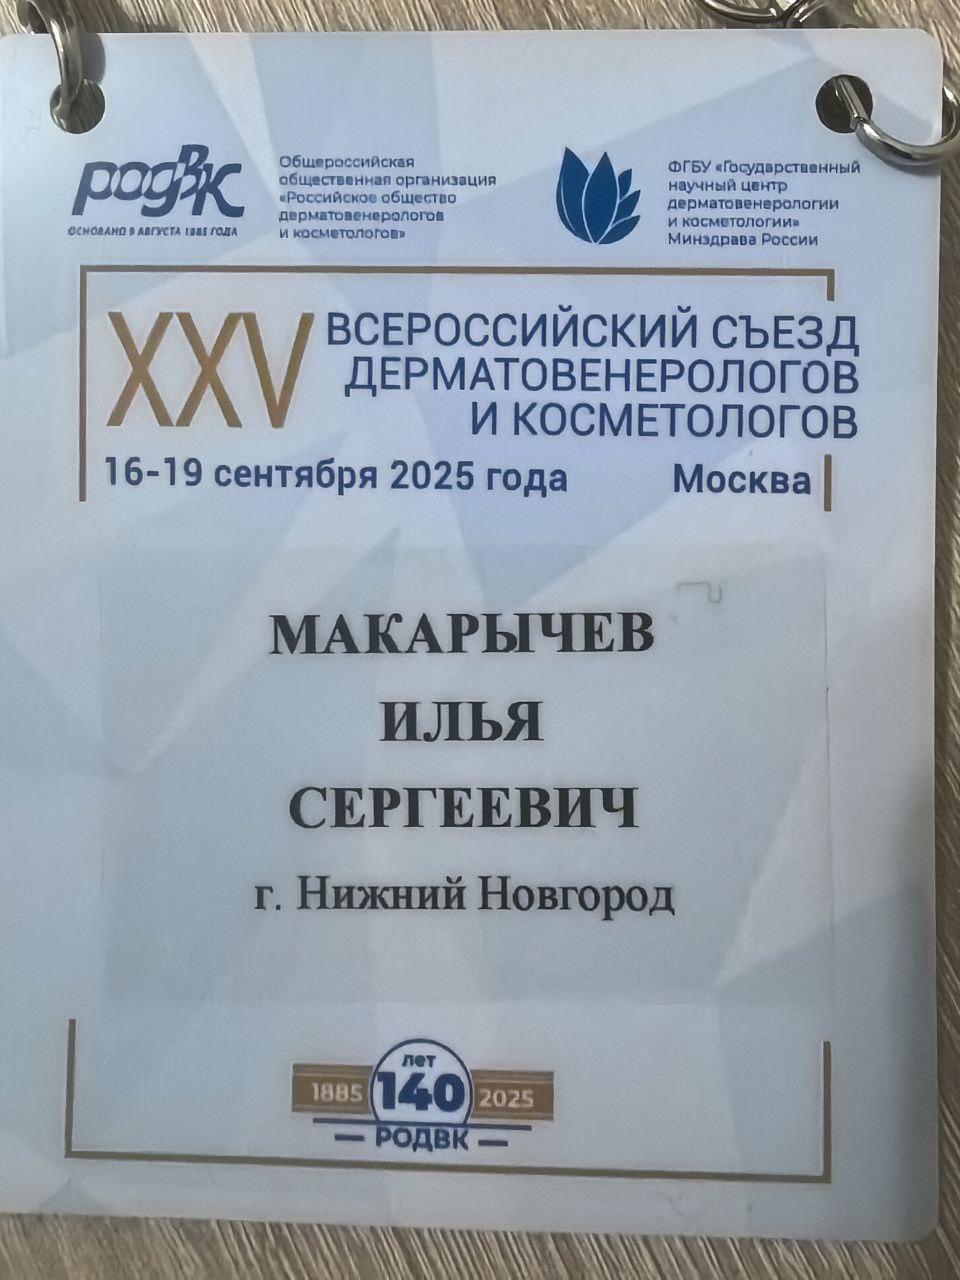 РОДВК
ОСНОВАНО 9 АВГУСТА 1885 ГОДА
Общероссийская
общественная организация
«Российское общество
дерматовенерологов
и косметологов»
ФГБУ «Государственный
научный центр
дерматовенерологии
и косметологии»
Минздрава России
XXV ВСЕРОССИЙСКИЙ СЪЕЗД
ДЕРМАТОВЕНЕРОЛОГОВ
И КОСМЕТОЛОГОВ
16-19 сентября 2025 года Москва
МАКАРЫЧЕВ
ИЛЬЯ
СЕРГЕЕВИЧ
г. Нижний Новгород
лет
1885 140 2025
РОДВК